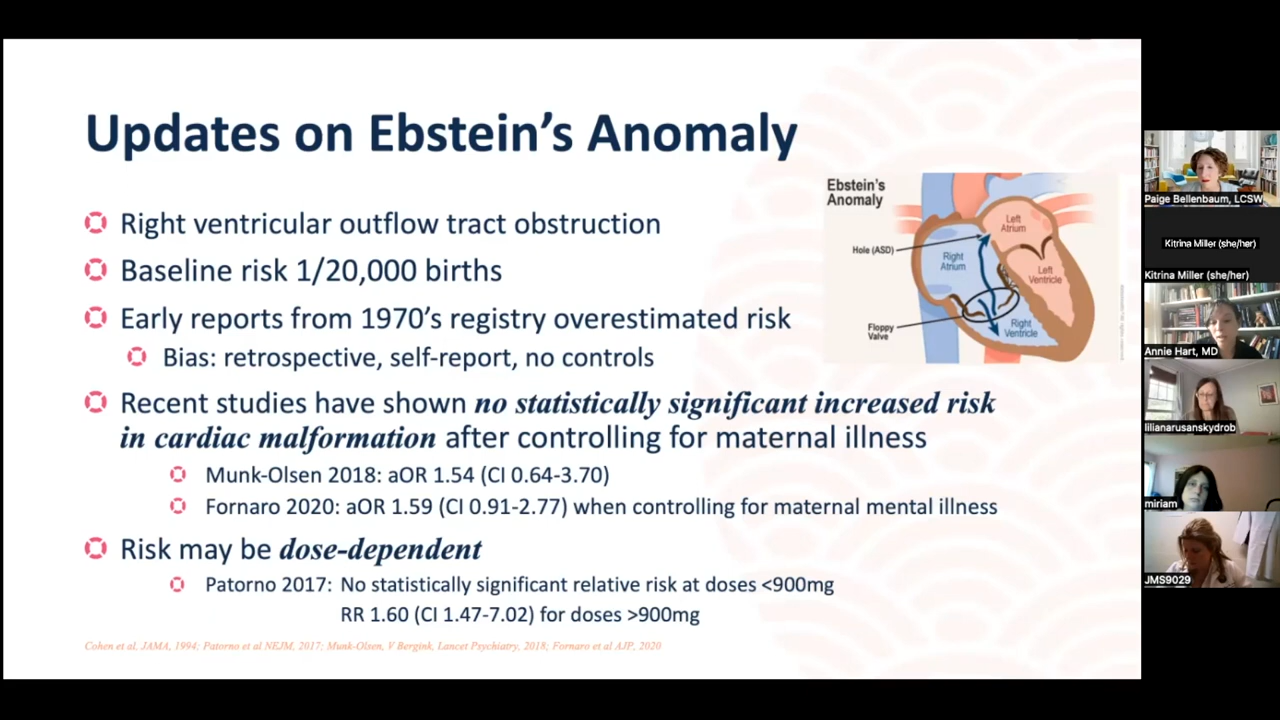 Updates on Ebstein's Anomaly
Right ventricular outflow tract obstruction
Baseline risk 1/20,000 births
Early reports from 1970's registry overestimated risk
Bias: retrospective, self-report, no controls
Recent studies have shown no statistically significant increased risk
in cardiac malformation after controlling for maternal illness
Munk-Olsen 2018: aOR 1.54 (CI 0.64-3.70)
Fornaro 2020: aOR 1.59 (CI 0.91-2.77) when controlling for maternal mental illness
Risk may be dose-dependent
Patorno 2017: No statistically significant relative risk at doses <900mg
RR 1.60 (CI 1.47-7.02) for doses >900mg
Cohen et al, JAMA, 1994; Patorno et al NEJM, 2017; Munk-Olsen, V Bergink, Lancet Psychiatry, 2018; Fornaro et al AJP, 2020
Ebstein's
Anomaly
Hole (ASD)
Floppy
Valve
Left
Atrium
Right
Atrium
Left
Ventricle
Right
Ventricle
Paige Bellenbaum, LCSW
Kitrina Miller (she/her)
Kitrina Miller (she/her)
Annie Hart, MD
lilianarusanskydrob
miriam
JMS9029